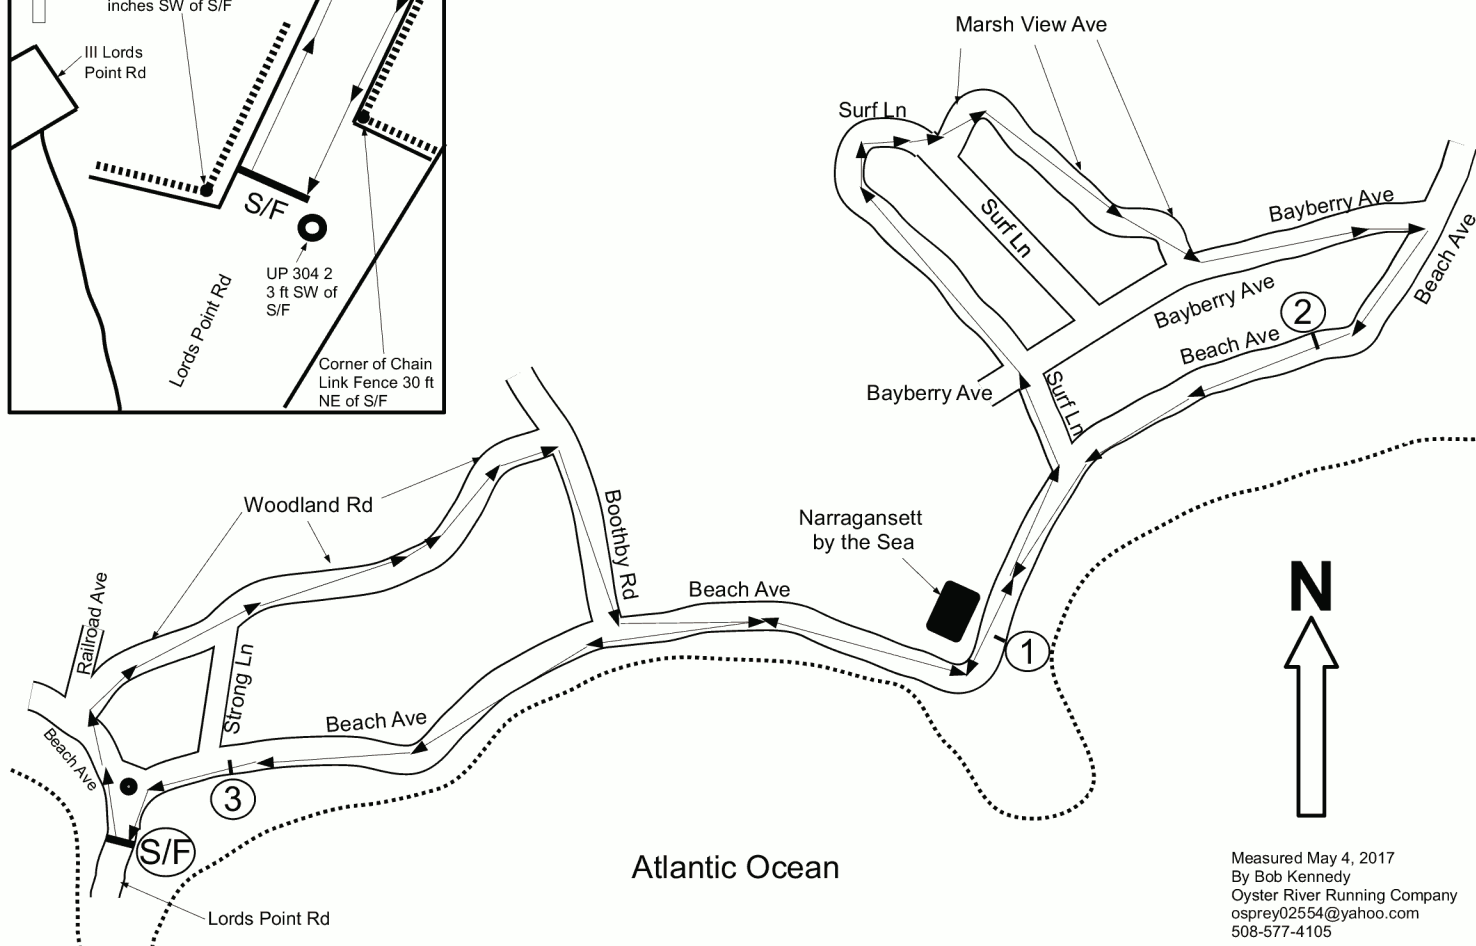 inches SW of S/F
III Lords
Point Rd
S/F
UP 304 2
3 ft SW of
S/F
Lords Point Rd
Corner of Chain
Link Fence 30 ft
NE of S/F
Marsh View Ave
Surf Ln
Surf Ln
Bayberry Ave
Beach Ave
Bayberry Ave
2
Beach Ave
Bayberry Ave
Surf Ln
Woodland Rd
Boothby Rd
Narragansett
by the Sea
Beach Ave
N
1
Railroad Ave
Strong Ln
Beach Ave
Beach Ave
3
S/F
Lords Point Rd
Atlantic Ocean
Measured May 4, 2017
By Bob Kennedy
Oyster River Running Company
osprey02554@yahoo.com
508-577-4105